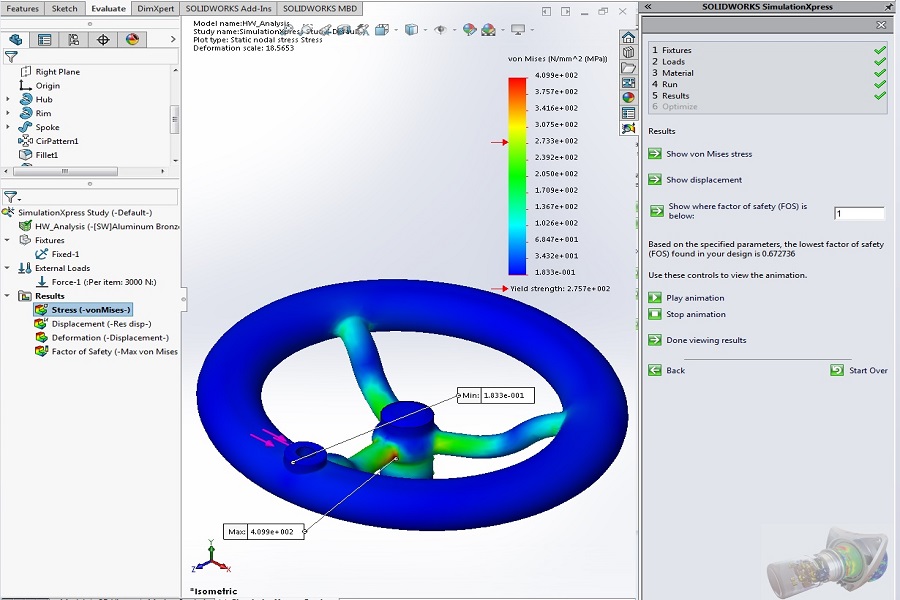 Features Sketch Evaluate DimXpert SOLIDWORKS Add-Ins SOLIDWORKS MBD
Right Plane
Origin
Hub
Rim
Spoke
CirPattern1
Fillet1
SimulationXpress Study (-Default-)
HW_Analysis (-[SW]Aluminum Bronz
Fixtures
Fixed-1
External Loads
Force-1 (:Per item: 3000 N:)
Results
Stress (-vonMises-)
Displacement (-Res disp-)
Deformation (-Displacement-)
Factor of Safety (-Max von Mises
Model name:HW_Analysis
Study name:SimulationXpress Study(-Default-)
Plot type: Static nodal stress Stress
Deformation scale: 18.5653
von Mises (N/mm^2 (MPa))
4.099e+002
3.757e+002
3.416e+002
3.075e+002
2.733e+002
2.392e+002
2.050e+002
1.709e+002
1.367e+002
1.026e+002
6.847e+001
3.432e+001
1.833e-001
Yield strength: 2.757e+002
Min: 1.833e-001
Max: 4.099e+002
Y
Z
X
*Isometric
SOLIDWORKS SimulationXpress
1 Fixtures
2 Loads
3 Material
4 Run
5 Results
6 Optimize
Results
Show von Mises stress
Show displacement
Show where factor of safety (FOS) is
below:
1
Based on the specified parameters, the lowest factor of safety
(FOS) found in your design is 0.672736
Use these controls to view the animation.
Play animation
Stop animation
Done viewing results
Back
Start Over